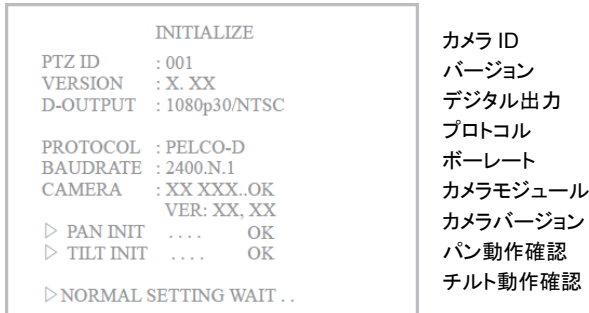 INITIALIZE
PTZ ID : 001
VERSION : X. XX
D-OUTPUT : 1080p30/NTSC
PROTOCOL : PELCO-D
BAUDRATE : 2400.N.1
CAMERA : XX XXX..OK
VER: XX, XX
▷ PAN INIT .... OK
▷ TILT INIT .... OK
▷NORMAL SETTING WAIT . .
カメラ ID
バージョン
デジタル出力
プロトコル
ボーレート
カメラモジュール
カメラバージョン
パン動作確認
チルト動作確認